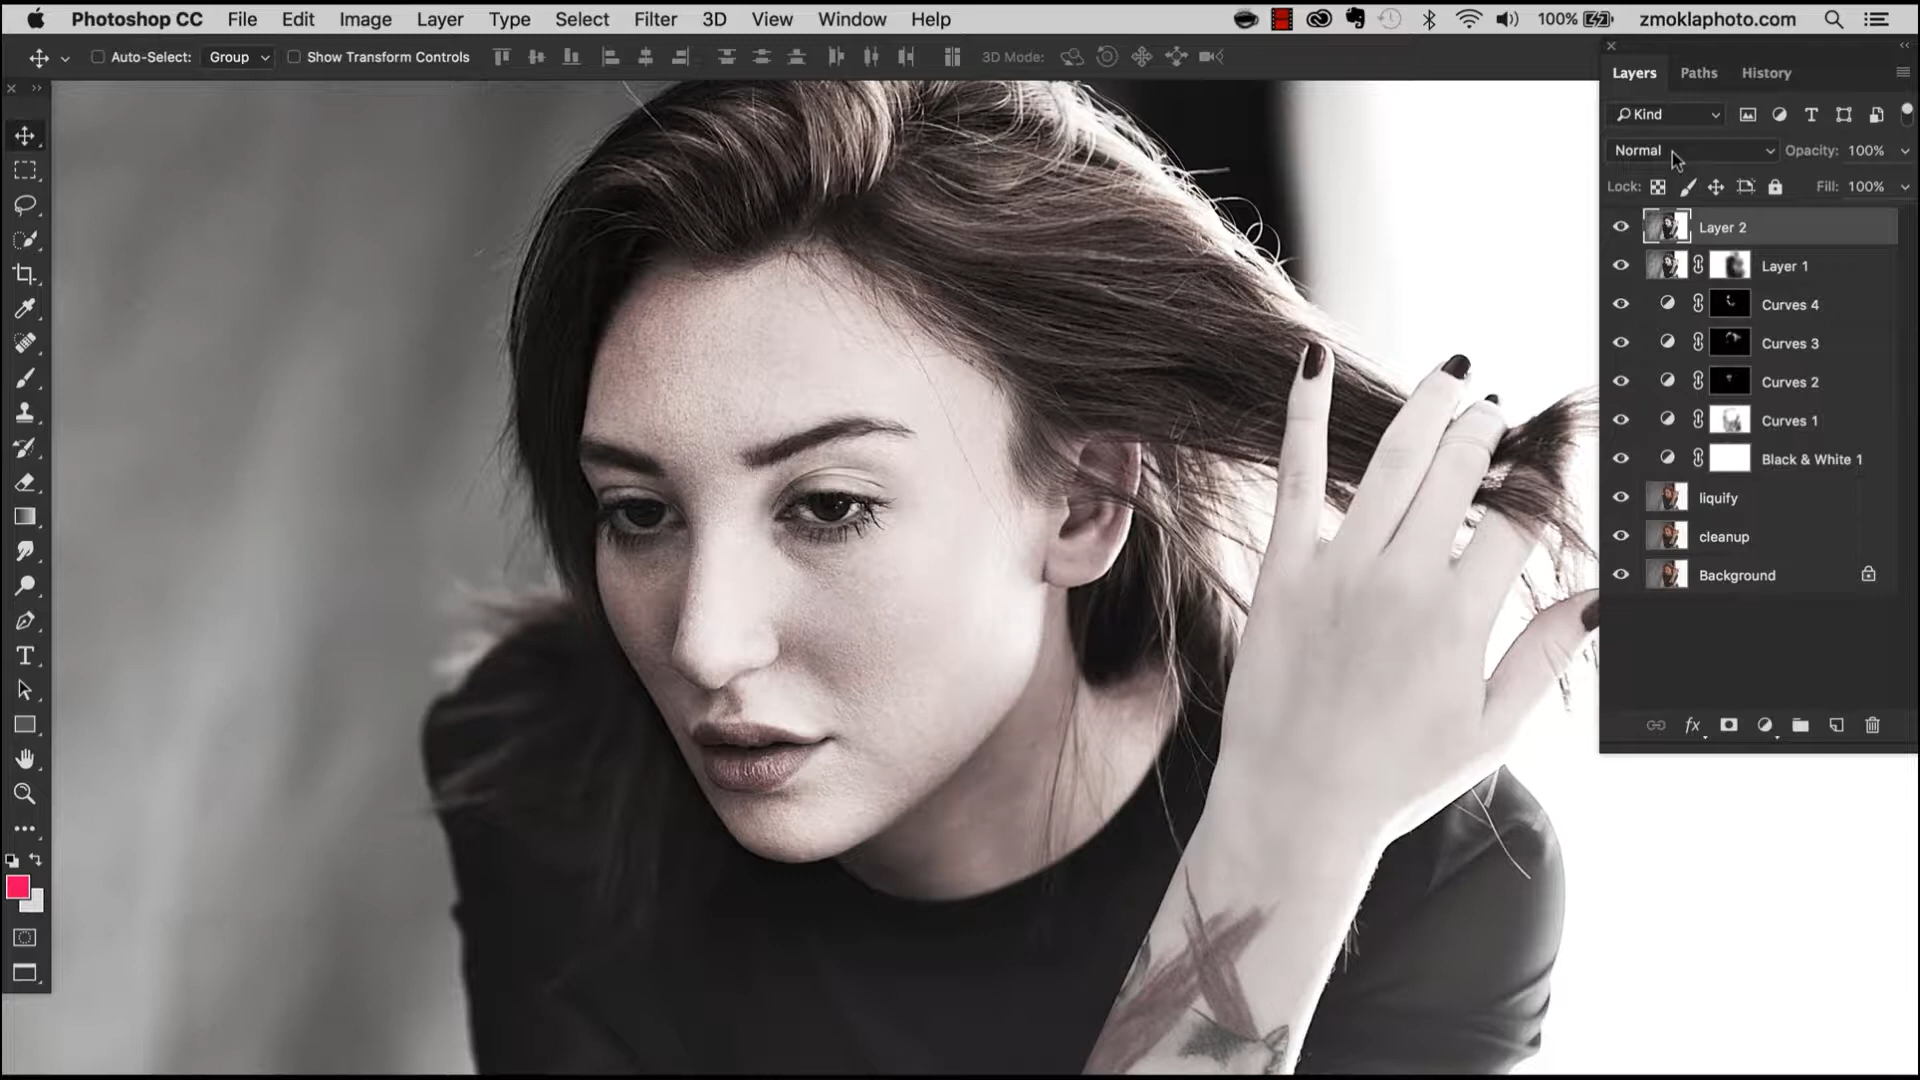 Photoshop CC File Edit Image Layer Type Select Filter 3D View Window Help 100% zmoklaphoto.com
Auto-Select: Group Show Transform Controls 3D Mode:
Layers Paths History
Kind
Normal Opacity: 100%
Lock: Fill: 100%
Layer 2
Layer 1
Curves 4
Curves 3
Curves 2
Curves 1
Black & White 1
liquify
cleanup
Background
fx